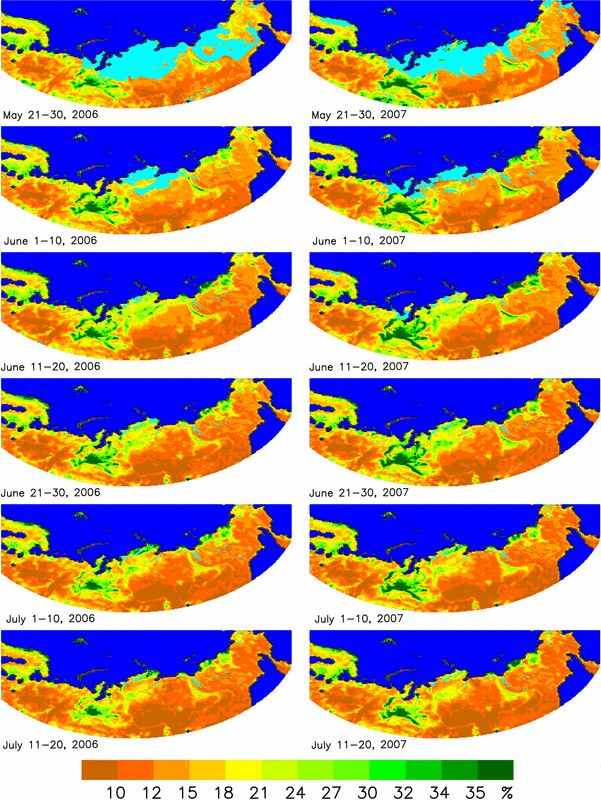 May 21–30, 2006
May 21–30, 2007
June 1–10, 2006
June 1–10, 2007
June 11–20, 2006
June 11–20, 2007
June 21–30, 2006
June 21–30, 2007
July 1–10, 2006
July 1–10, 2007
July 11–20, 2006
July 11–20, 2007
10 12 15 18 21 24 27 30 32 34 35 %